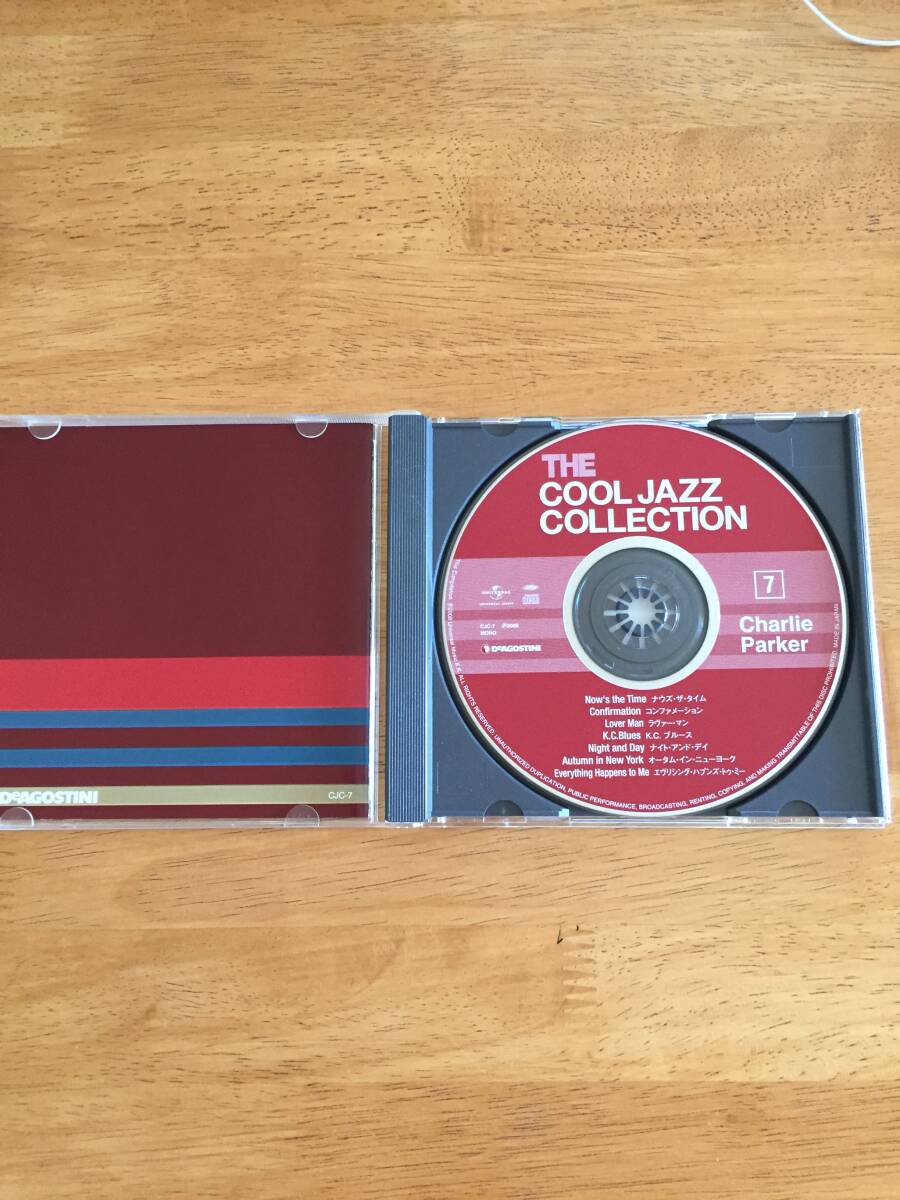 DeAGOSTINI
CJC-7
THE
COOL JAZZ
COLLECTION
UNIVERSAL
7
CJC-7
MONO
DeAGOSTINI
Charlie
Parker
Now's the Time ナウズ・ザ・タイム
Confirmation コンファメーション
Lover Man ラヴァー・マン
K.C.Blues K.C. ブルース
Night and Day ナイト・アンド・デイ
Autumn in New York オータム・イン・ニューヨーク
Everything Happens to Me エヴリシング・ハプンズ・トゥ・ミー
ALL RIGHTS RESERVED. UNAUTHORIZED DUPLICATION, PUBLIC PERFORMANCE, BROADCASTING, RENTING, COPYING, AND MAKING TRANSMITTABLE OF THIS DISC PROHIBITED. MADE IN JAPAN